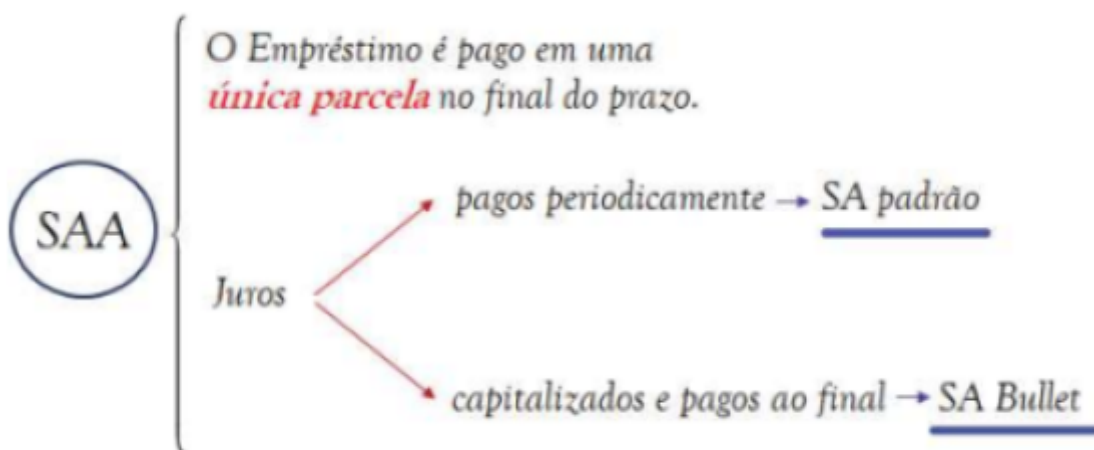 O Empréstimo é pago em uma
única parcela no final do prazo.
SAA
pagos periodicamente → SA padrão
Juros
capitalizados e pagos ao final → SA Bullet